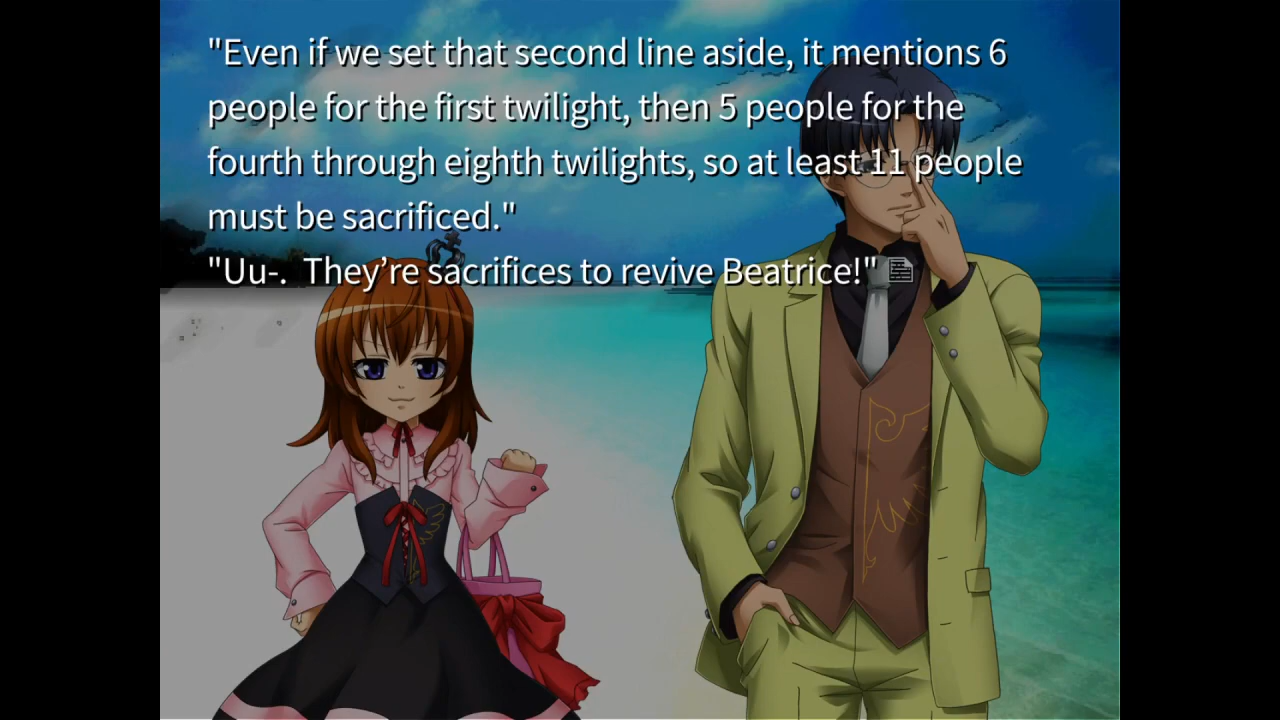 "Even if we set that second line aside, it mentions 6
people for the first twilight, then 5 people for the
fourth through eighth twilights, so at least 11 people
must be sacrificed."
"Uu-.  They’re sacrifices to revive Beatrice!"